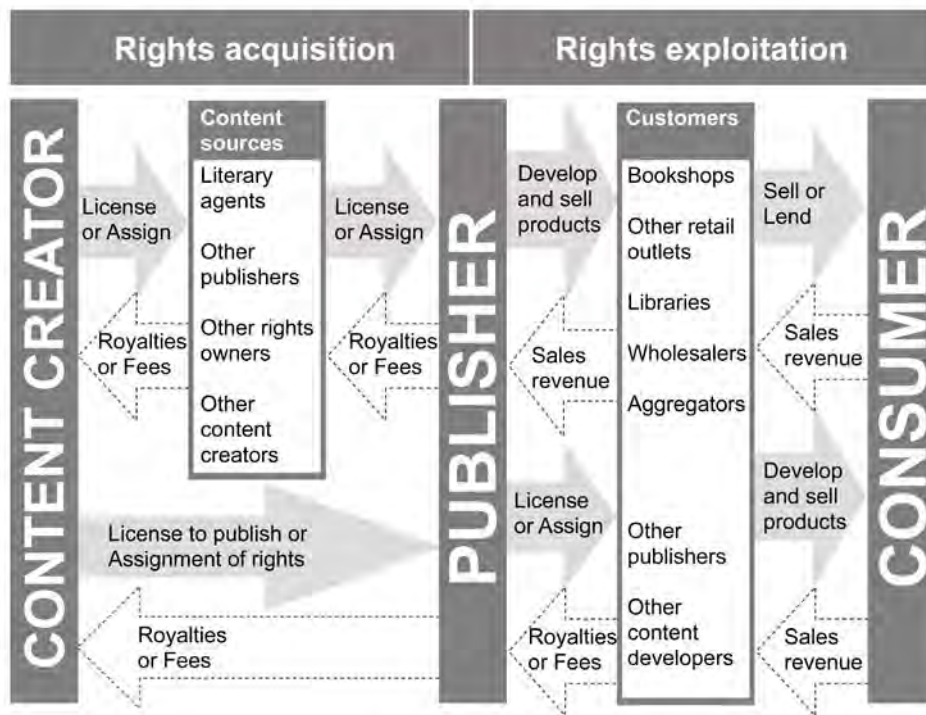 Rights acquisition
Rights exploitation
CONTENT CREATOR
License
or Assign
Royalties
or Fees
Content
sources
Literary
agents
Other
publishers
Other rights
owners
Other
content
creators
License
or Assign
Royalties
or Fees
License to publish or
Assignment of rights
Royalties
or Fees
PUBLISHER
Develop
and sell
products
Sales
revenue
License
or Assign
Royalties
or Fees
Customers
Bookshops
Other retail
outlets
Libraries
Wholesalers
Aggregators
Other
publishers
Other
content
developers
Sell or
Lend
Sales
revenue
Develop
and sell
products
Sales
revenue
CONSUMER